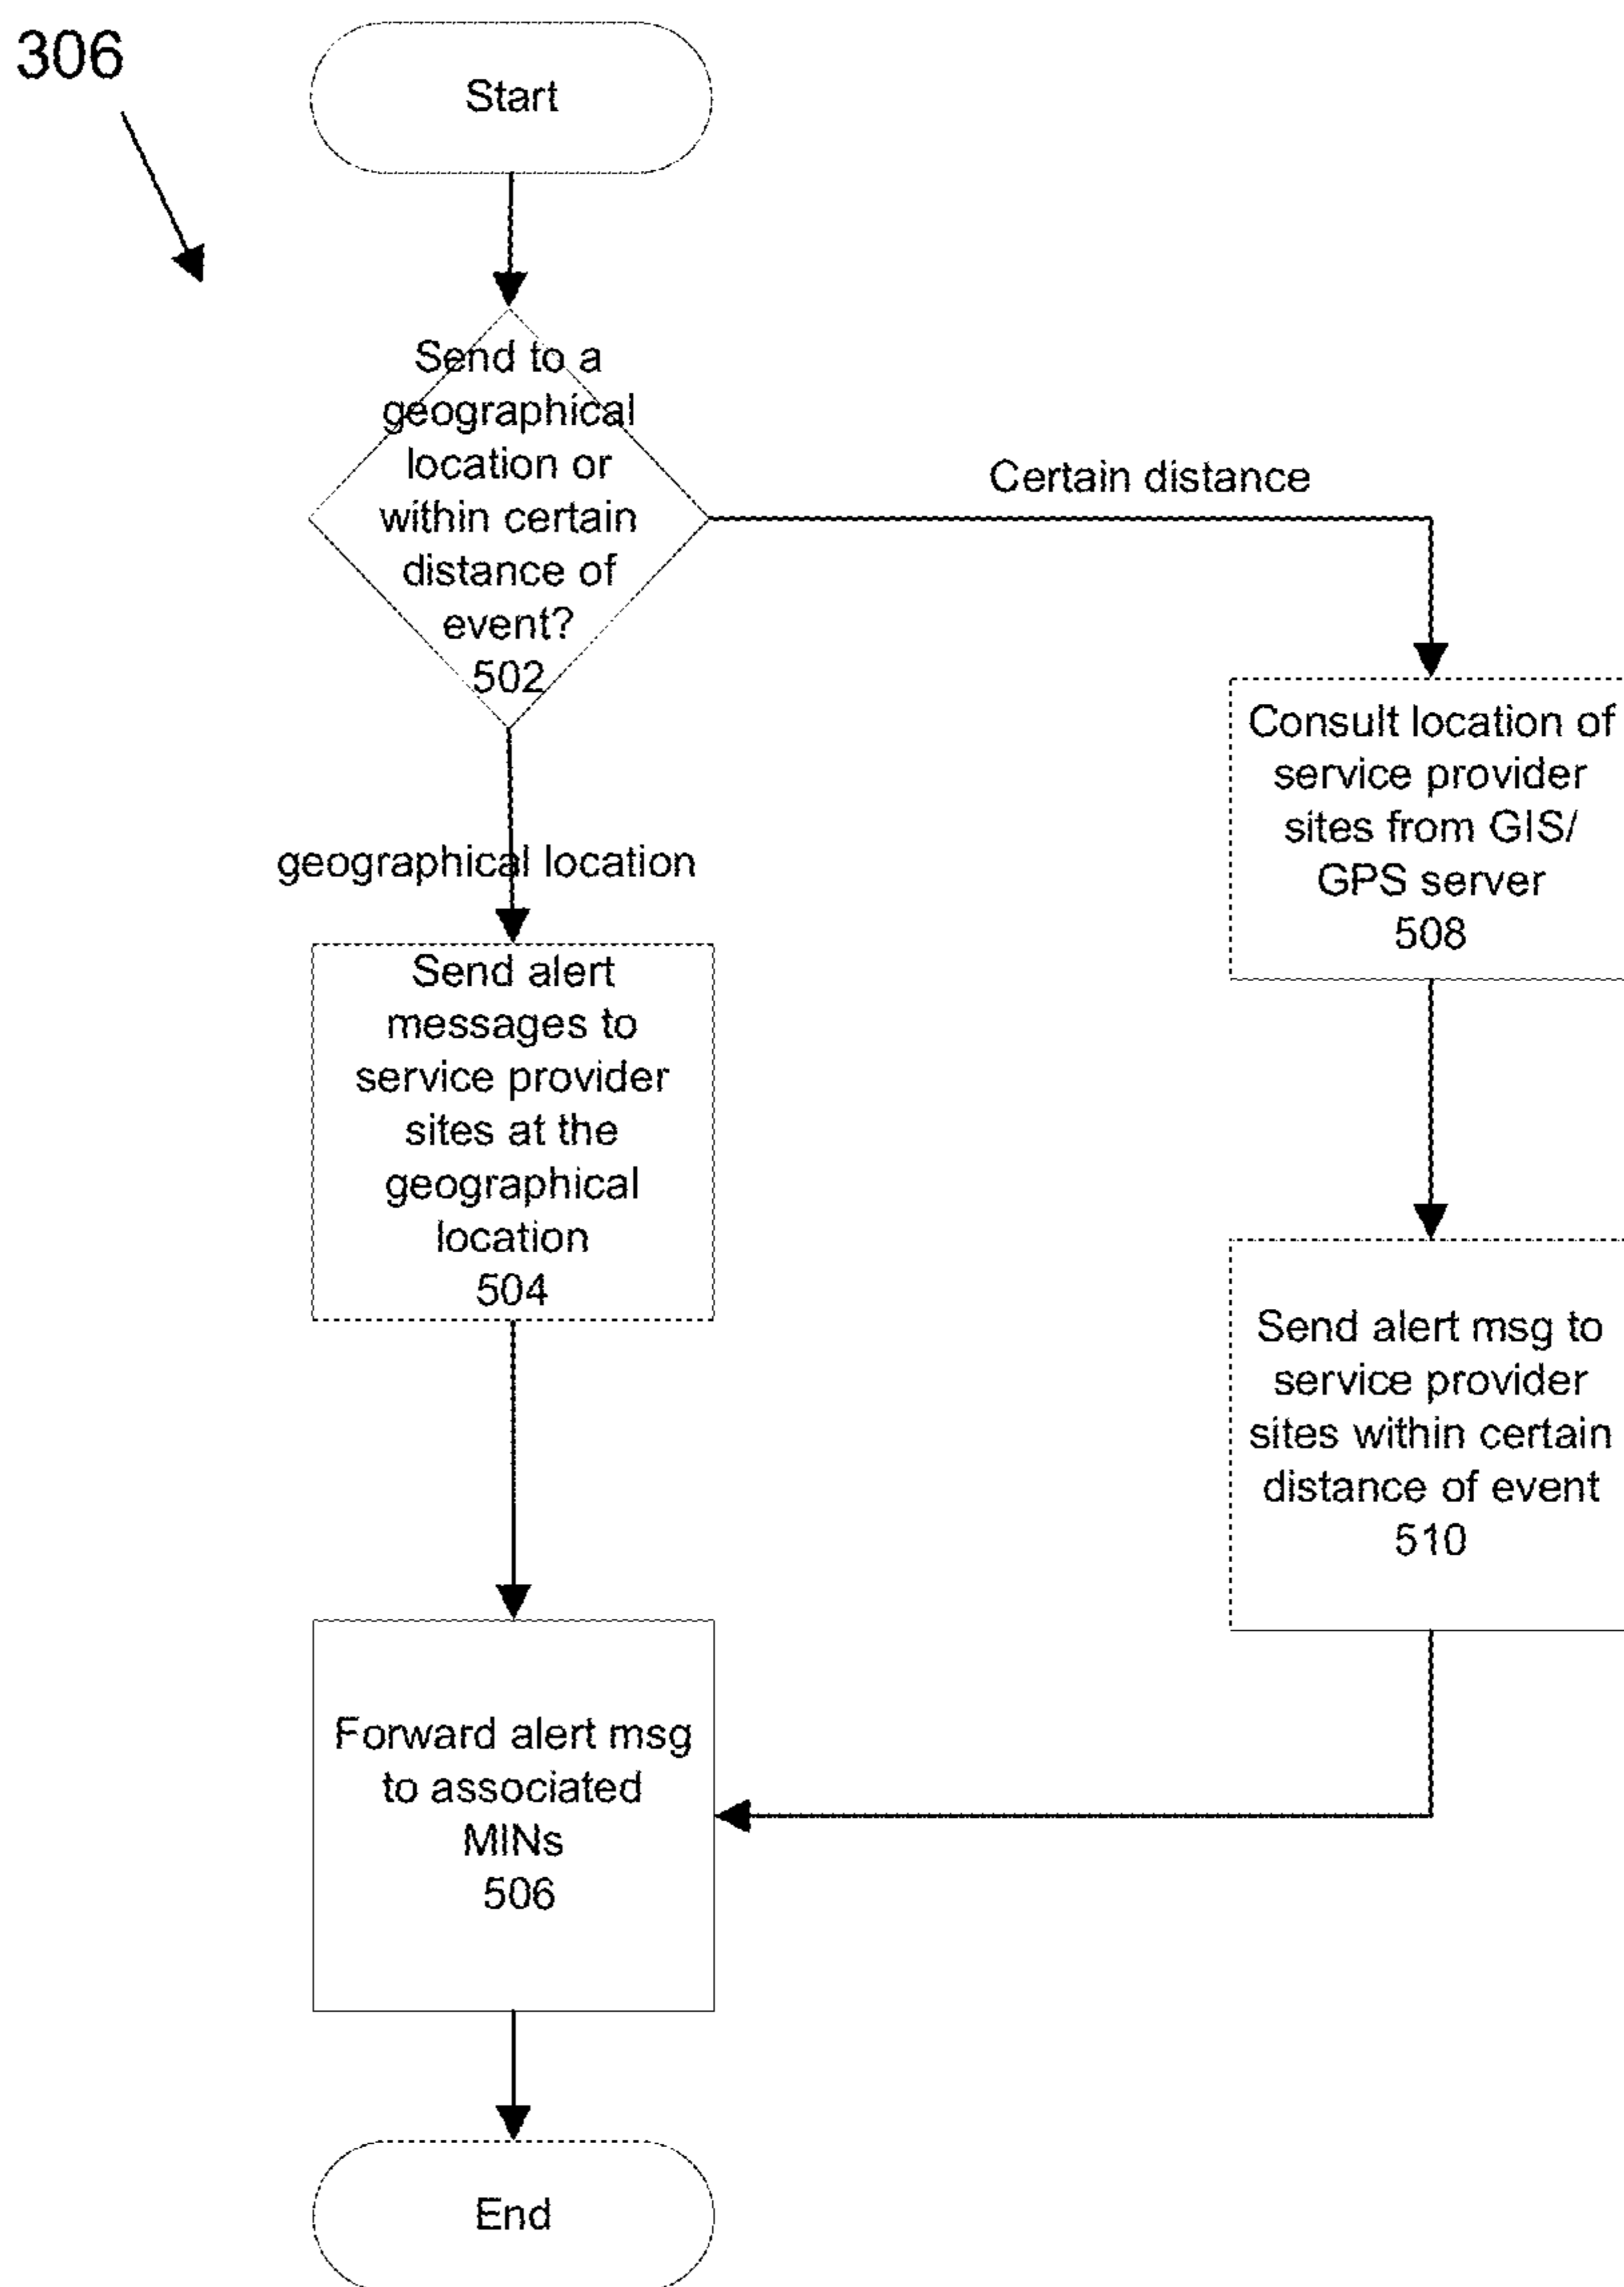 306
Start
Send to a
geographical
location or
within certain
distance of
event?
502
Certain distance
geographical location
Consult location of
service provider
sites from GIS/
GPS server
508
Send alert
messages to
service provider
sites at the
geographical
location
504
Send alert msg to
service provider
sites within certain
distance of event
510
Forward alert msg
to associated
MINs
506
End